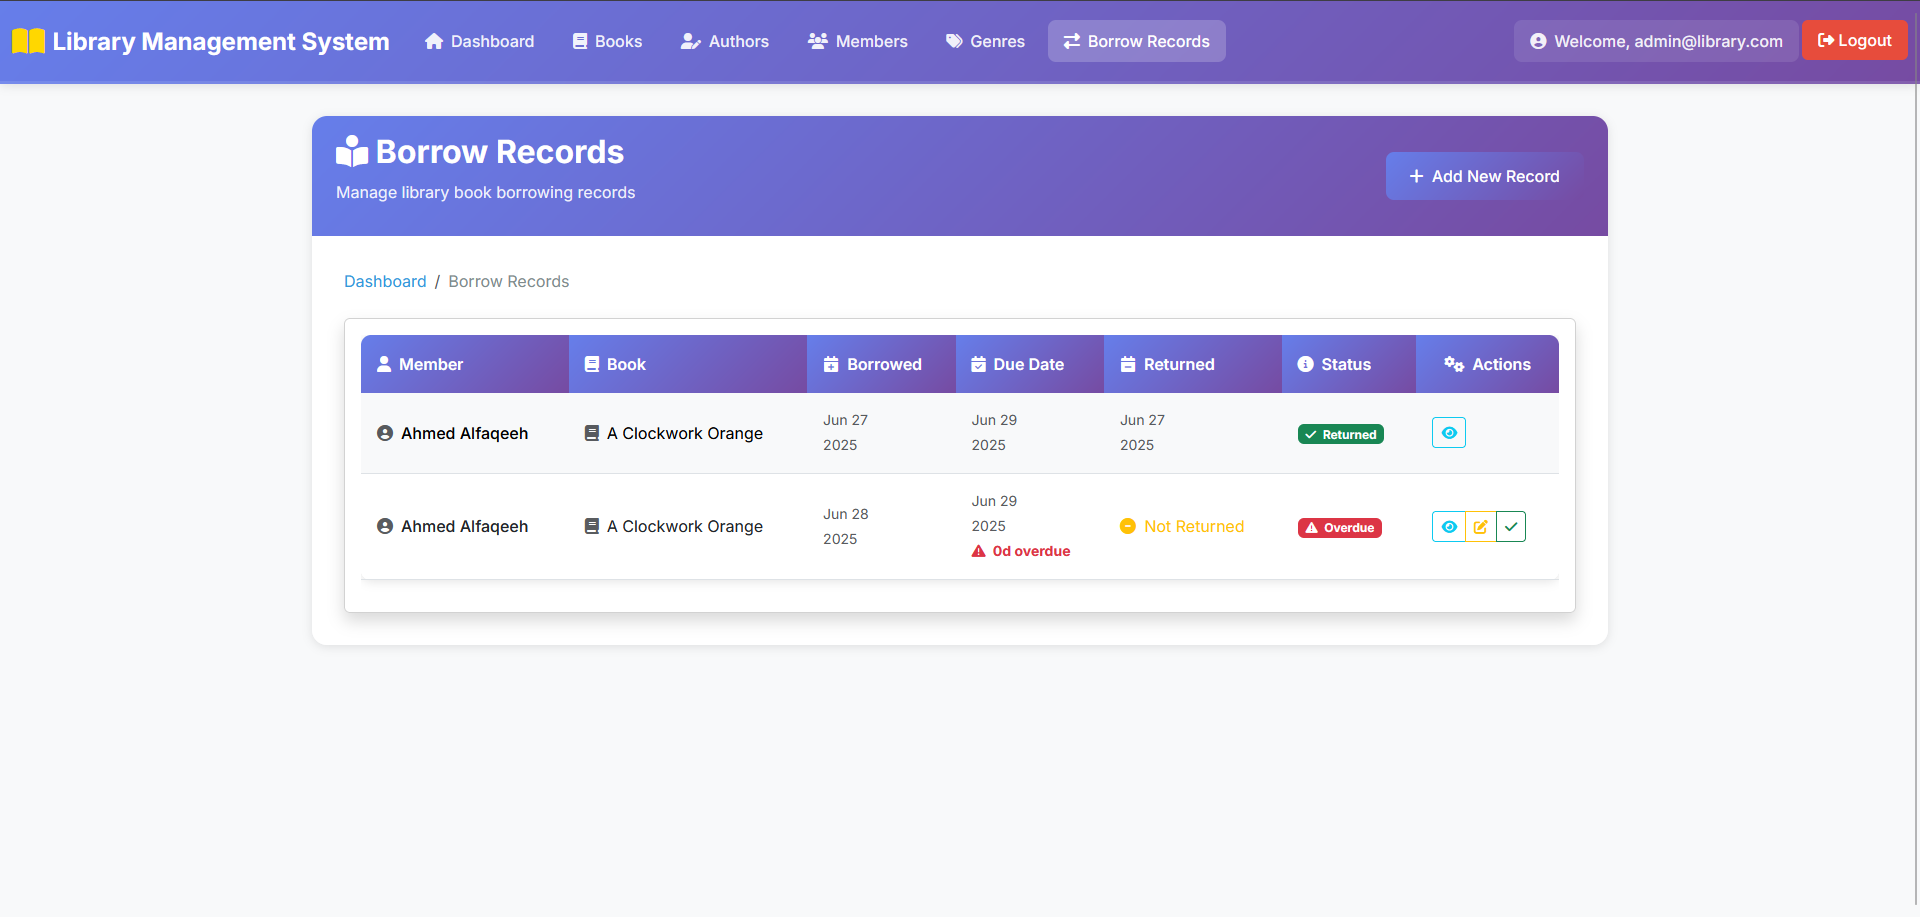 Library Management System
Dashboard
Books
Authors
Members
Genres
Borrow Records
Welcome, admin@library.com
Logout
Borrow Records
Manage library book borrowing records
Add New Record
Dashboard / Borrow Records
Member
Book
Borrowed
Due Date
Returned
Status
Actions
Ahmed Alfaqeeh
A Clockwork Orange
Jun 27
2025
Jun 29
2025
Jun 27
2025
Returned
Ahmed Alfaqeeh
A Clockwork Orange
Jun 28
2025
Jun 29
2025
0d overdue
Not Returned
Overdue